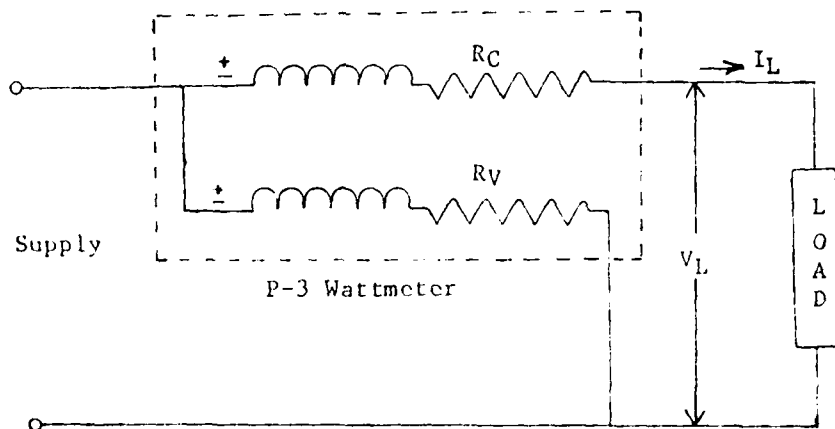 ± R_C
I_L
± R_V
L
O
A
D
Supply
V_L
P-3 Wattmeter